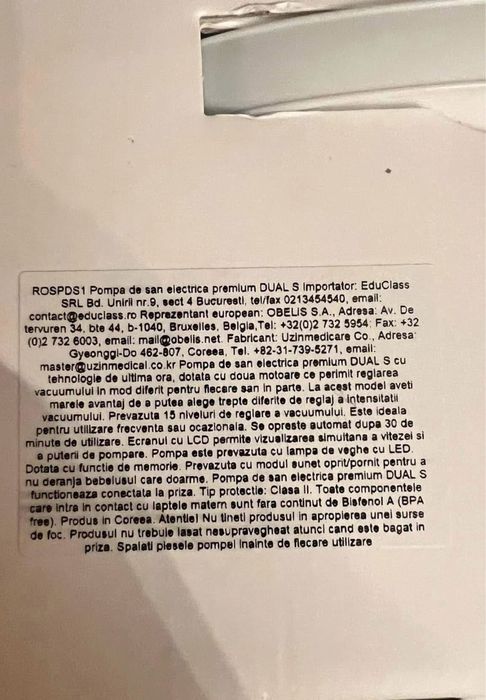 ROSPDS1 Pompa de san electrica premium DUAL S Importator: EduClass
SRL Bd. Unirii nr.9, sect 4 Bucuresti, tel/fax 0213454540, email:
contact@educlass.ro Reprezentant european: OBELIS S.A., Adresa: Av. De
tervuren 34, bte 44, b-1040, Bruxelles, Belgia,Tel: +32(0)2 732 5954; Fax: +32
(0)2 732 6003, email: mail@obelis.net. Fabricant: Uzinmedicare Co., Adresa:
Gyeonggi-Do 462-807, Coreea, Tel. +82-31-739-5271, email:
master@uzinmedical.co.kr Pompa de san electrica premium DUAL S cu
tehnologie de ultima ora, dotata cu doua motoare ce permit reglarea
vacuumului in mod diferit pentru fiecare san in parte. La acest model aveti
marele avantaj de a putea alege trepte diferite de reglaj a intensitatii
vacuumului. Prevazuta 15 niveluri de reglare a vacuumului. Este ideala
pentru utilizare frecventa sau ocazionala. Se opreste automat dupa 30 de
minute de utilizare. Ecranul cu LCD permite vizualizarea simultana a vitezei si
a puterii de pompare. Pompa este prevazuta cu lampa de veghe cu LED.
Dotata cu functie de memorie. Prevazuta cu modul sunet oprit/pornit pentru a
nu deranja bebelusul care doarme. Pompa de san electrica premium DUAL S
functioneaza conectata la priza. Tip protectie: Clasa II. Toate componentele
care intra in contact cu laptele matern sunt fara continut de Bisfenol A (BPA
free). Produs in Coreea. Atentie! Nu tineti produsul in apropierea unei surse
de foc. Produsul nu trebuie lasat nesupravegheat atunci cand este bagat in
priza. Spalati piesele pompei inainte de fiecare utilizare